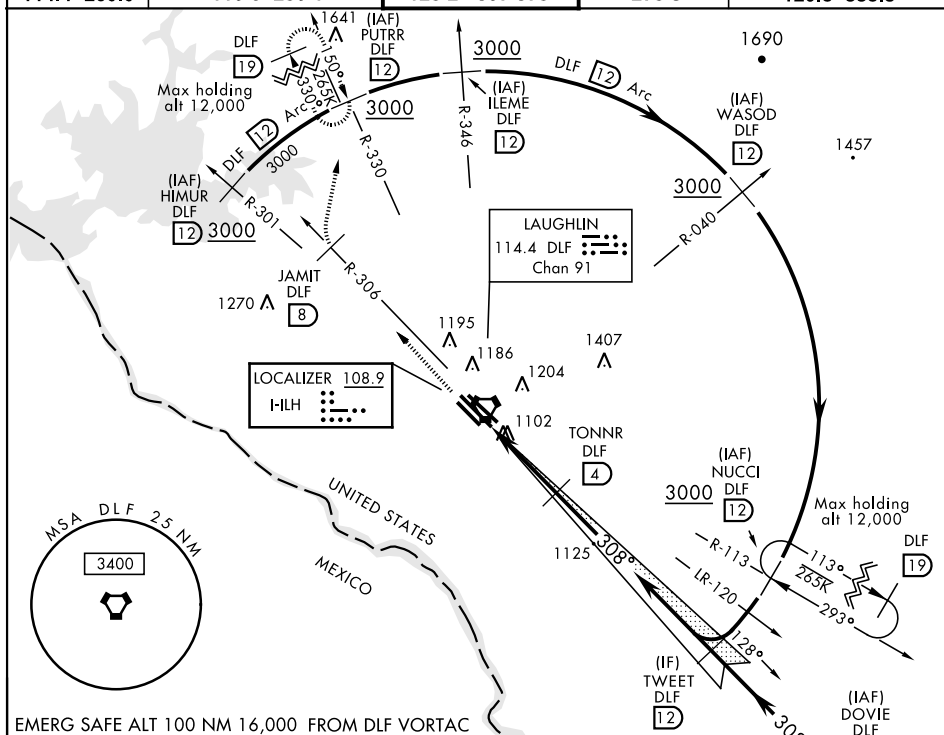 1641
(IAF)
PUTRR
DLF
12
DLF
19
Max holding
alt 12,000
150°
265K
330°
3000
3000
DLF 12 Arc
1690
(IAF)
ILEME
DLF
12
(IAF)
WASOD
DLF
12
1457
DLF 12 Arc
3000
R-330
R-346
3000
(IAF)
HIMUR
DLF
12 3000
R-301
R-040
LAUGHLIN
114.4 DLF
Chan 91
JAMIT
DLF
8
R-306
1270
1195
1186
1407
1204
LOCALIZER 108.9
I-ILH
1102
TONNR
DLF
4
(IAF)
NUCCI
DLF
3000 12
Max holding
alt 12,000
DLF
19
UNITED STATES
MEXICO
MSA DLF 25 NM
3400
1125
308°
R-113
113°
265K
293°
LR-120
128°
(IF)
TWEET
DLF
12
(IAF)
DOVIE
DLF
EMERG SAFE ALT 100 NM 16,000 FROM DLF VORTAC